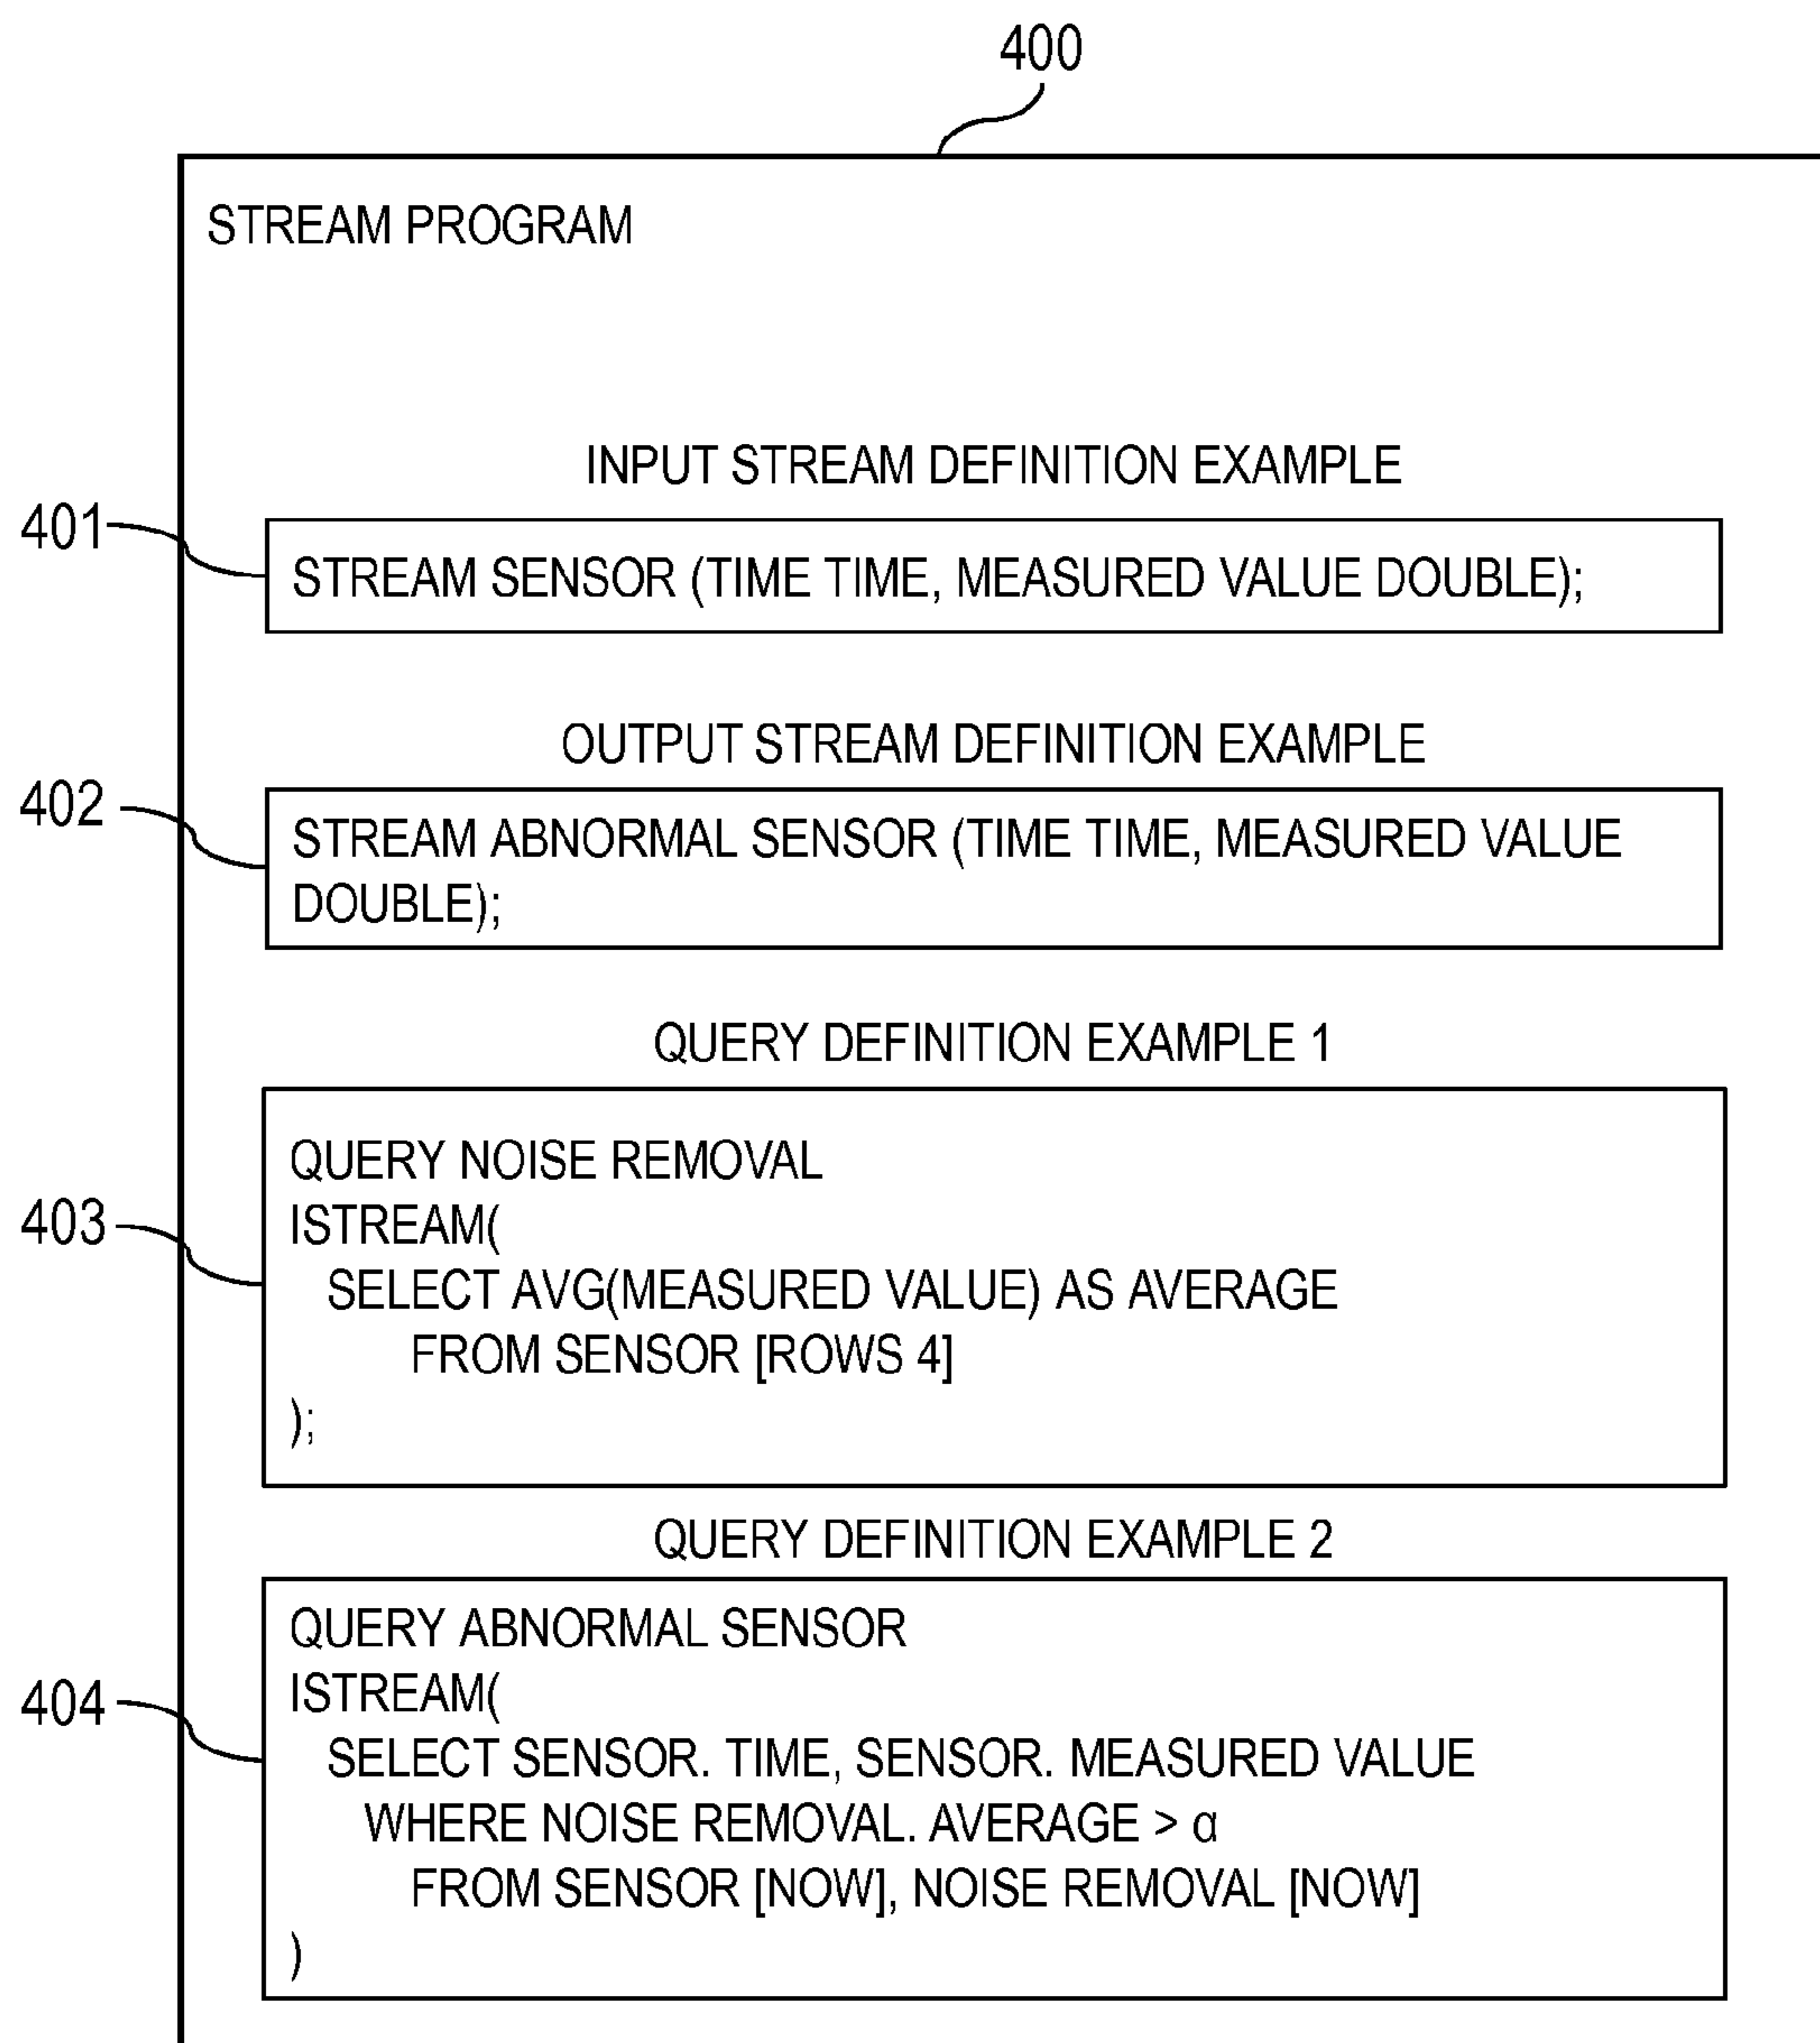 400
STREAM PROGRAM
INPUT STREAM DEFINITION EXAMPLE
401
STREAM SENSOR (TIME TIME, MEASURED VALUE DOUBLE);
OUTPUT STREAM DEFINITION EXAMPLE
402
STREAM ABNORMAL SENSOR (TIME TIME, MEASURED VALUE
DOUBLE);
QUERY DEFINITION EXAMPLE 1
403
QUERY NOISE REMOVAL
ISTREAM(
SELECT AVG(MEASURED VALUE) AS AVERAGE
FROM SENSOR [ROWS 4]
);
QUERY DEFINITION EXAMPLE 2
404
QUERY ABNORMAL SENSOR
ISTREAM(
SELECT SENSOR. TIME, SENSOR. MEASURED VALUE
WHERE NOISE REMOVAL. AVERAGE > α
FROM SENSOR [NOW], NOISE REMOVAL [NOW]
)